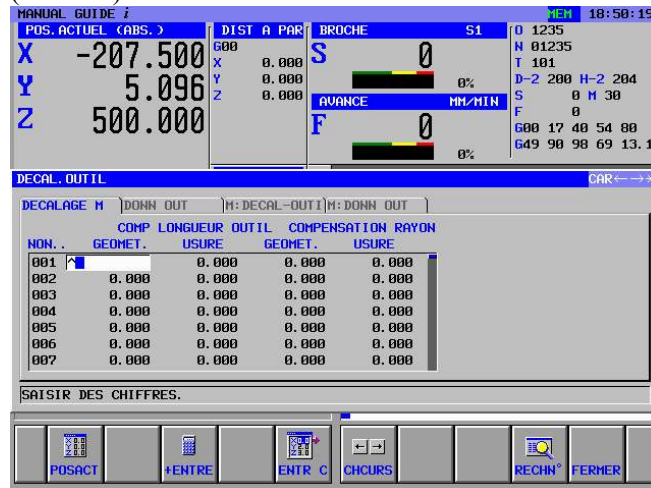 MANUAL GUIDE i MEM 18:50:19
POS.ACTUEL (ABS.) DIST A PAR BROCHE S1 O 1235
X -207.500 G00 S 0 N 01235
X 0.000 T 101
Y 5.096 Y 0.000 0% D-2 200 H-2 204
Z 0.000 AVANCE MM/MIN S 0 M 30
Z 500.000 F 0 F 0
G00 17 40 54 80
0% G49 90 98 69 13.1
DECAL.OUTIL CAR←→
DECALAGE M DONN OUT M:DECAL-OUTI M:DONN OUT
COMP LONGUEUR OUTIL COMPENSATION RAYON
NON.. GEOMET. USURE GEOMET. USURE
001 ^ 0.000 0.000 0.000
002 0.000 0.000 0.000 0.000
003 0.000 0.000 0.000 0.000
004 0.000 0.000 0.000 0.000
005 0.000 0.000 0.000 0.000
006 0.000 0.000 0.000 0.000
007 0.000 0.000 0.000 0.000
SAISIR DES CHIFFRES.
POSACT +ENTRE ENTR C CHCURS RECHN° FERMER